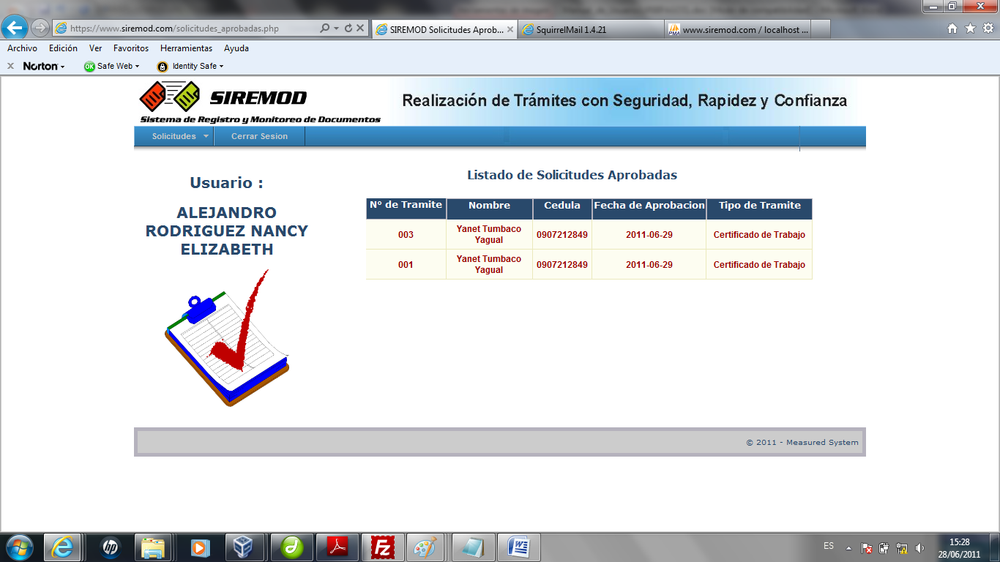 https://www.siremod.com/solicitudes_aprobadas.php
SIREMOD Solicitudes Aprob...
SquirrelMail 1.4.21
www.siremod.com / localhost ...
Archivo Edición Ver Favoritos Herramientas Ayuda
Norton
OK Safe Web
Identity Safe
SIREMOD
Sistema de Registro y Monitoreo de Documentos
Realización de Trámites con Seguridad, Rapidez y Confianza
Solicitudes
Cerrar Sesion
Usuario :
ALEJANDRO
RODRIGUEZ NANCY
ELIZABETH
Listado de Solicitudes Aprobadas
N° de Tramite Nombre Cedula Fecha de Aprobacion Tipo de Tramite
003 Yanet Tumbaco Yagual 0907212849 2011-06-29 Certificado de Trabajo
001 Yanet Tumbaco Yagual 0907212849 2011-06-29 Certificado de Trabajo
© 2011 - Measured System
ES
15:28
28/06/2011